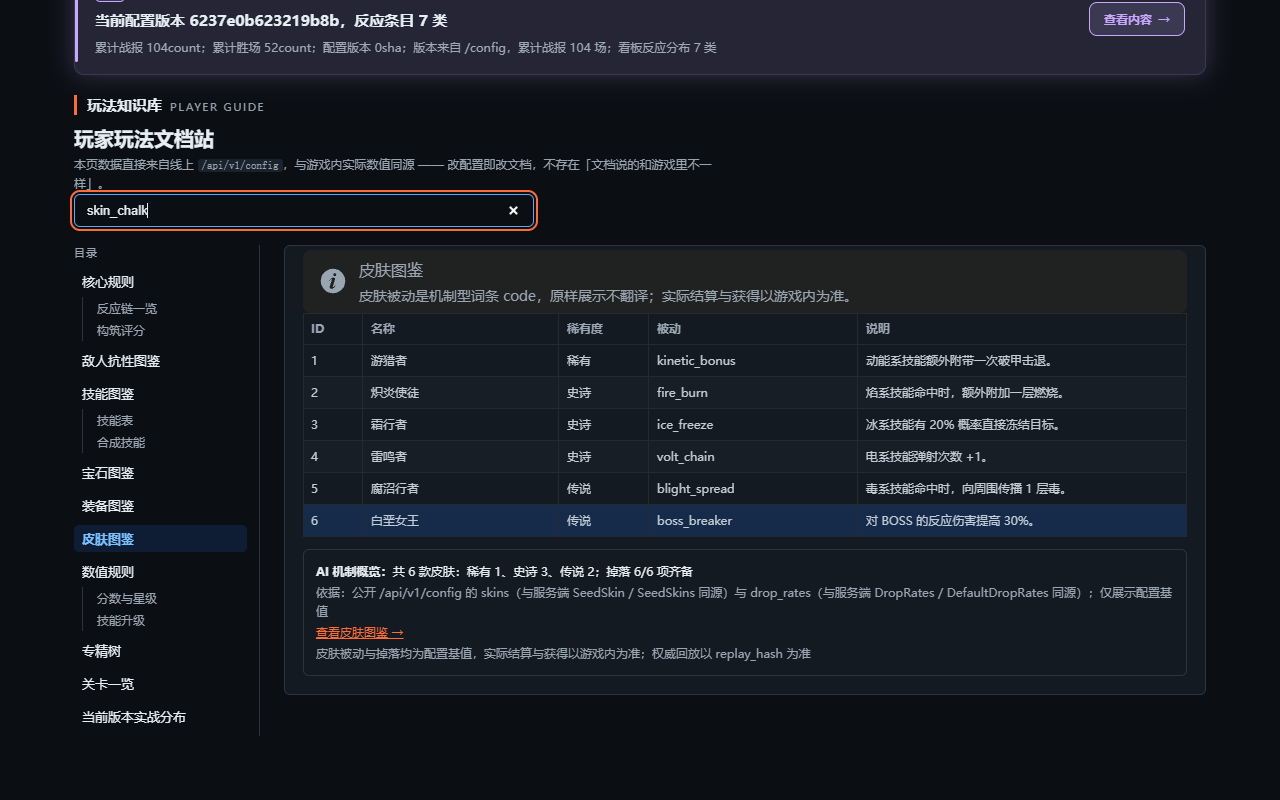 当前配置版本 6237e0b623219b8b，反应条目 7 类
查看内容 →
累计战报 104count；累计胜场 52count；配置版本 0sha；版本来自 /config，累计战报 104 场；看板反应分布 7 类
玩法知识库 PLAYER GUIDE
玩家玩法文档站
本页数据直接来自线上 /api/v1/config，与游戏内实际数值同源 —— 改配置即改文档，不存在「文档说的和游戏里不一
样」。
skin_chalk ×
目录
核心规则
反应链一览
构筑评分
敌人抗性图鉴
技能图鉴
技能表
合成技能
宝石图鉴
装备图鉴
皮肤图鉴
数值规则
分数与星级
技能升级
专精树
关卡一览
当前版本实战分布
皮肤图鉴
皮肤被动是机制型词条 code，原样展示不翻译；实际结算与获得以游戏内为准。
ID 名称 稀有度 被动 说明
1 游猎者 稀有 kinetic_bonus 动能系技能额外附带一次破甲击退。
2 炽炎使徒 史诗 fire_burn 焰系技能命中时，额外附加一层燃烧。
3 霜行者 史诗 ice_freeze 冰系技能有 20% 概率直接冻结目标。
4 雷鸣者 史诗 volt_chain 电系技能弹射次数 +1。
5 腐沼行者 传说 blight_spread 毒系技能命中时，向周围传播 1 层毒。
6 白垩女王 传说 boss_breaker 对 BOSS 的反应伤害提高 30%。
AI 机制概览：共 6 款皮肤：稀有 1、史诗 3、传说 2；掉落 6/6 项齐备
依据：公开 /api/v1/config 的 skins（与服务端 SeedSkin / SeedSkins 同源）与 drop_rates（与服务端 DropRates / DefaultDropRates 同源）；仅展示配置基
值
查看皮肤图鉴 →
皮肤被动与掉落均为配置基值，实际结算与获得以游戏内为准；权威回放以 replay_hash 为准